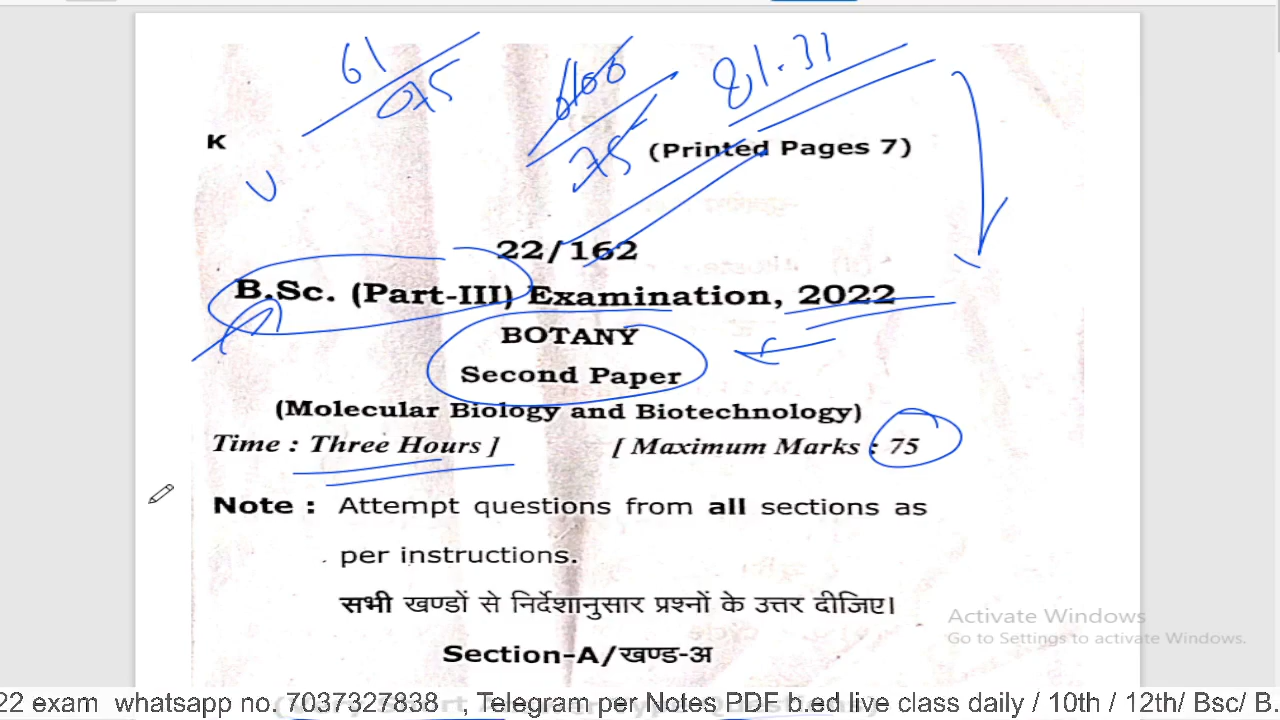 61
075
6100
75
81.33
K
(Printed Pages 7)
22/162
B.Sc. (Part-III) Examination, 2022
BOTANY
Second Paper
(Molecular Biology and Biotechnology)
Time : Three Hours ] [ Maximum Marks : 75
Note : Attempt questions from all sections as
per instructions.
सभी खण्डों से निर्देशानुसार प्रश्नों के उत्तर दीजिए।
Activate Windows
Go to Settings to activate Windows.
Section-A/खण्ड-अ
22 exam whatsapp no. 7037327838 , Telegram per Notes PDF b.ed live class daily / 10th / 12th/ Bsc/ B.